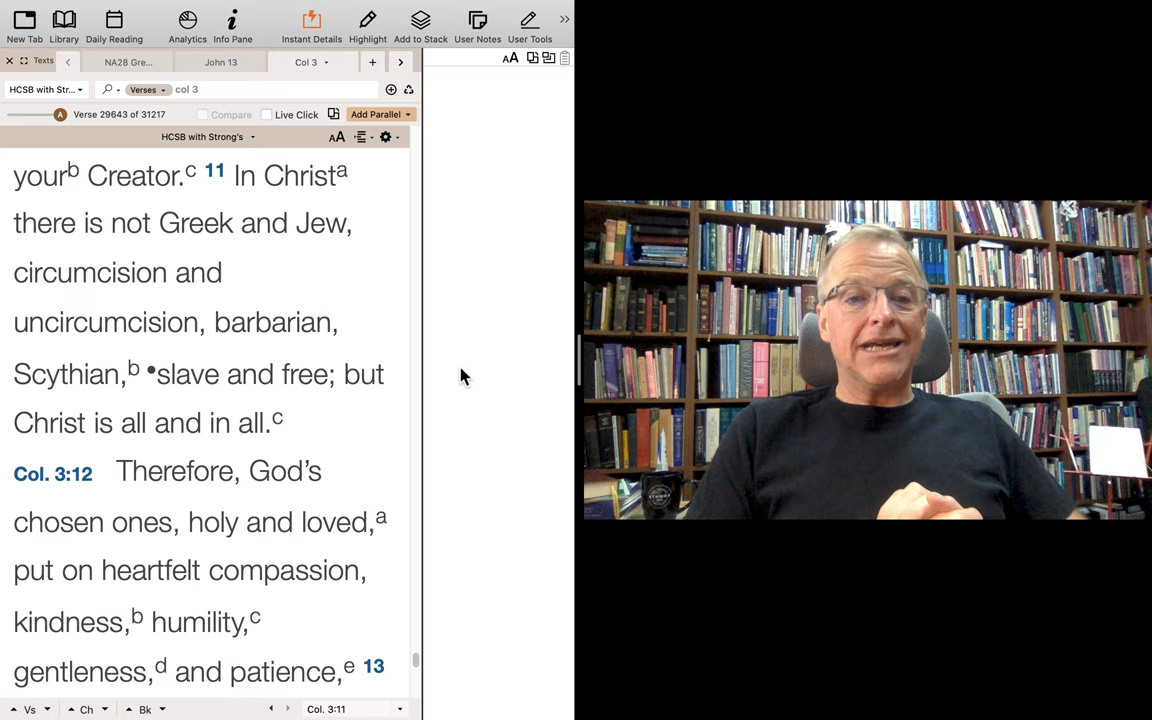 New Tab Library Daily Reading Analytics Info Pane Instant Details Highlight Add to Stack User Notes User Tools
Texts NA28 Gre... John 13 Col 3
HCSB with Str... Verses col 3
A Verse 29643 of 31217 Compare Live Click Add Parallel
HCSB with Strong's AA
AA
yourb Creator.c 11 In Christa
there is not Greek and Jew,
circumcision and
uncircumcision, barbarian,
Scythian,b •slave and free; but
Christ is all and in all.c
Col. 3:12 Therefore, God's
chosen ones, holy and loved,a
put on heartfelt compassion,
kindness,b humility,c
gentleness,d and patience,e 13
Vs Ch Bk Col. 3:11